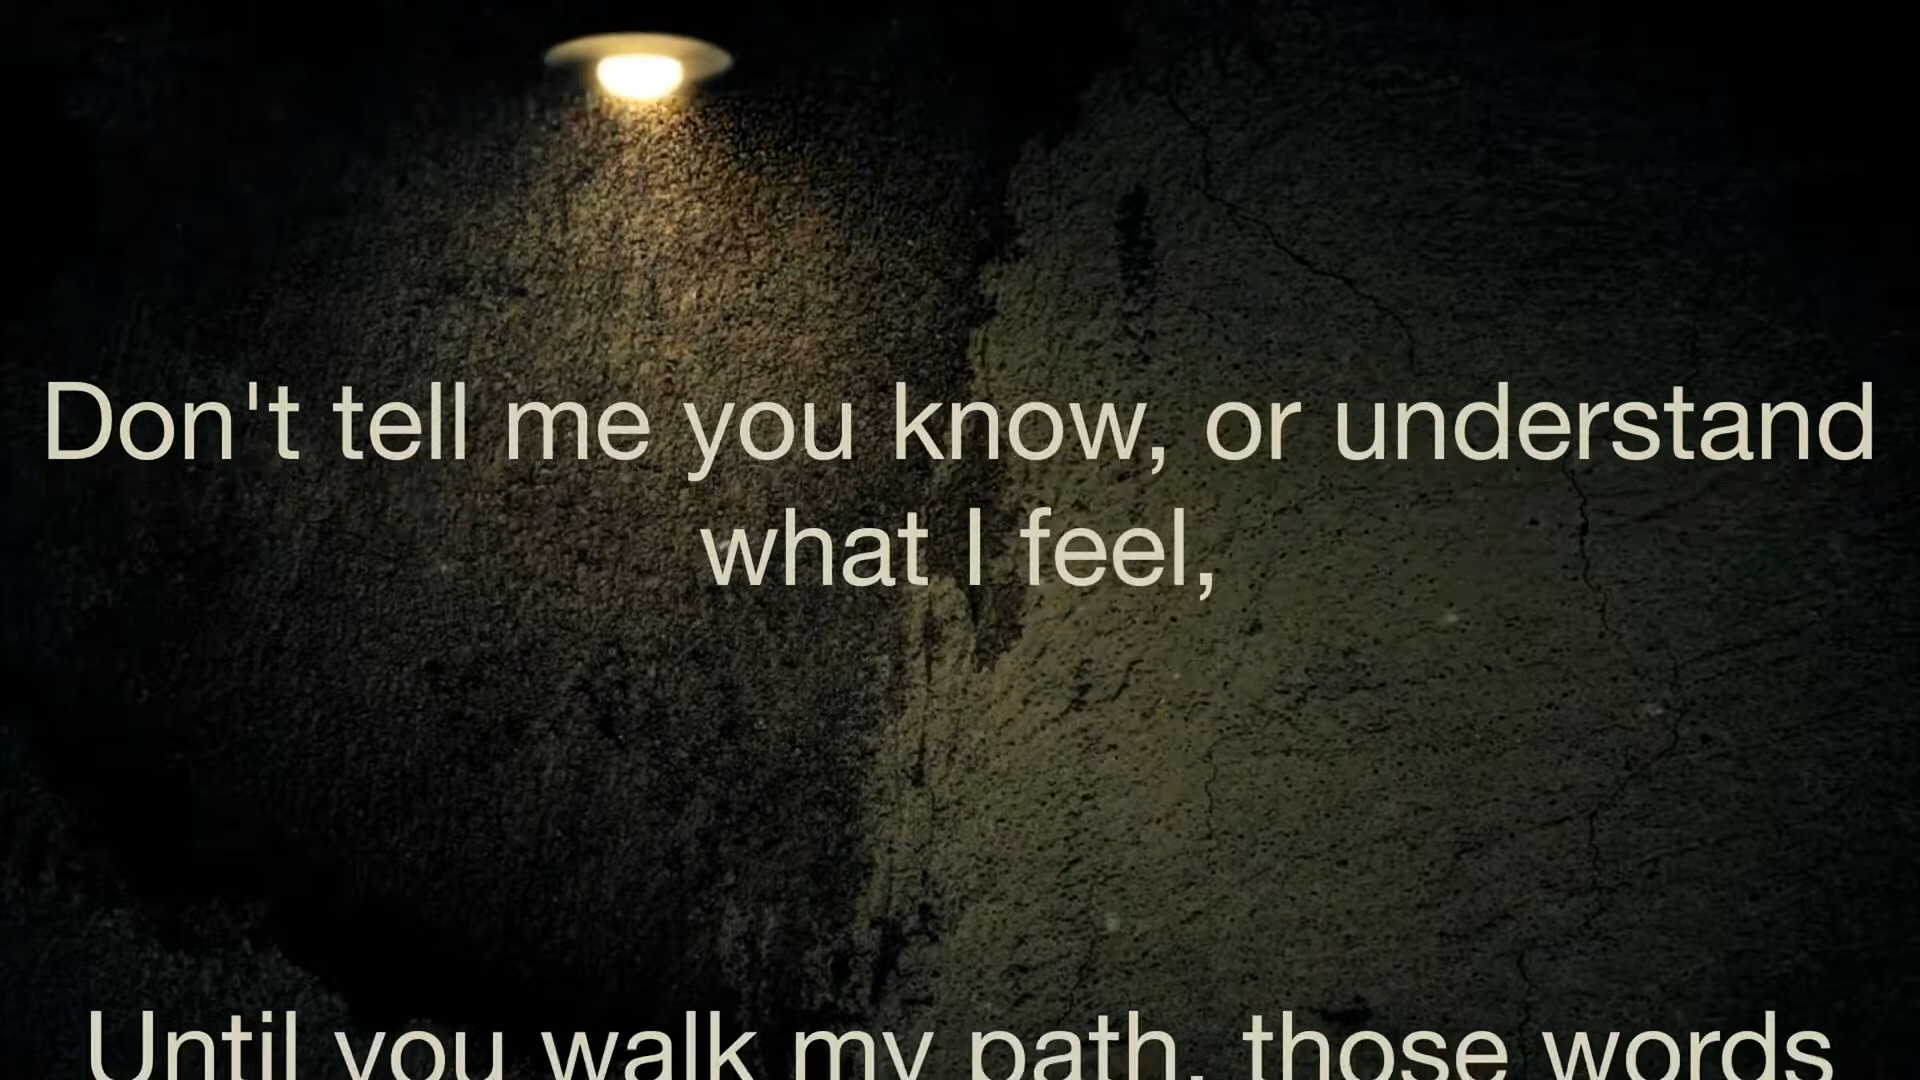 Don't tell me you know, or understand
what I feel,
Until you walk my path, those words